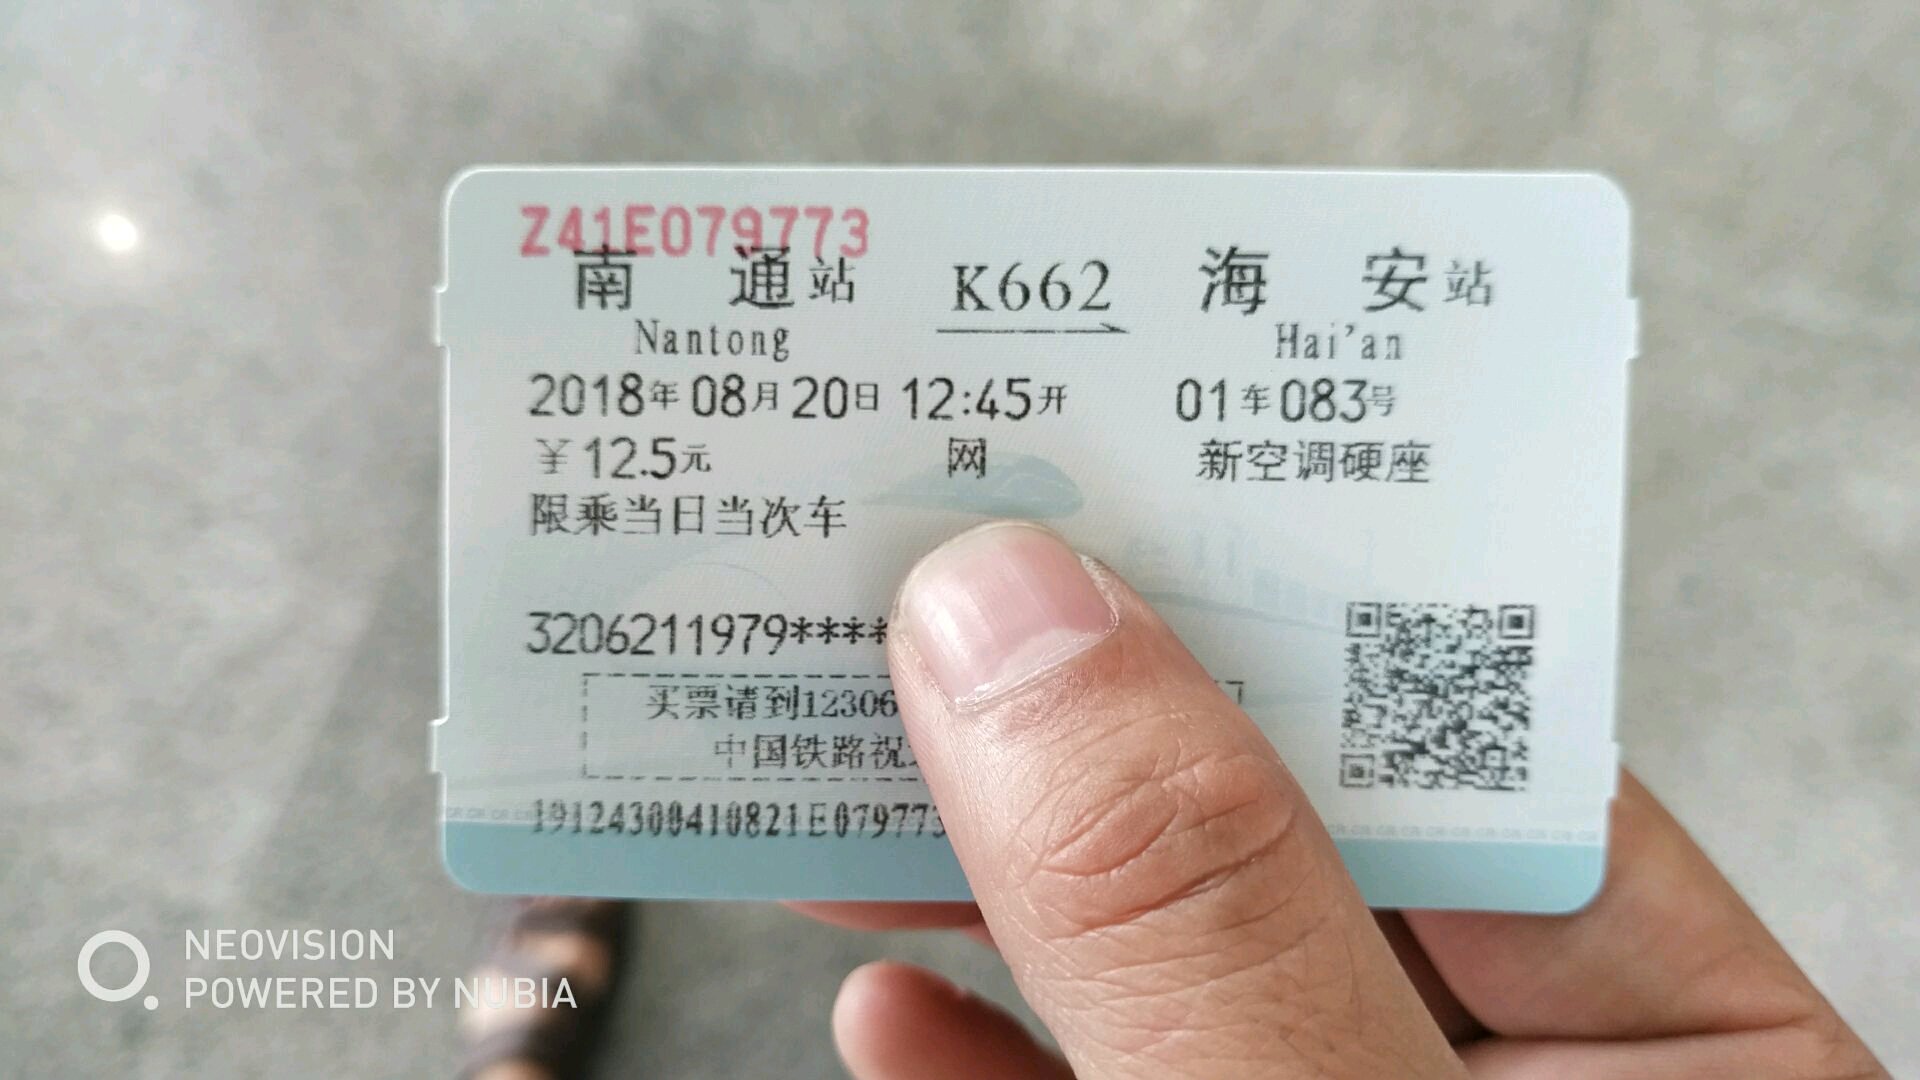 Z41E079773
南 通站 K662 海 安站
Nantong Hai'an
2018年08月20日 12:45开 01车083号
￥12.5元 网 新空调硬座
限乘当日当次车
3206211979****
买票请到12306
中国铁路祝
19124300410821E079773
NEOVISION
POWERED BY NUBIA